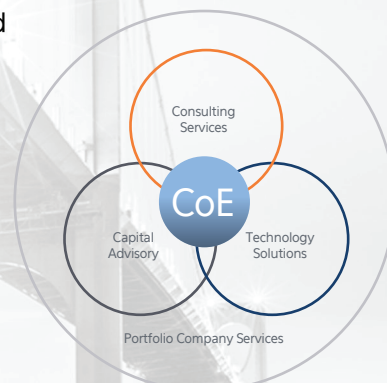 d
Consulting
Services
CoE
Capital
Advisory
Technology
Solutions
Portfolio Company Services